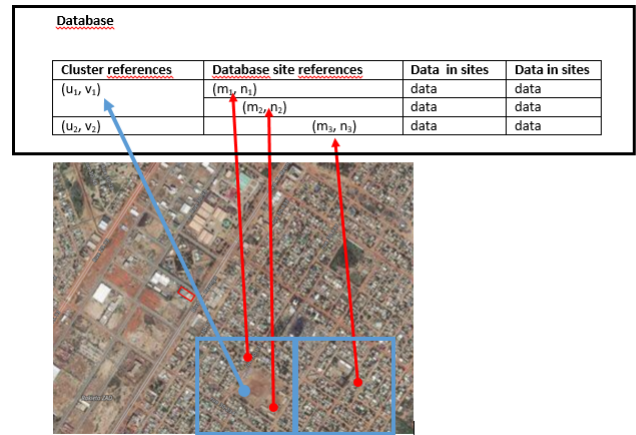 Database
Cluster references Database site references Data in sites Data in sites
(u₁, v₁) (m₁, n₁) data data
(m₂, n₂) data data
(u₂, v₂) (m₃, n₃) data data